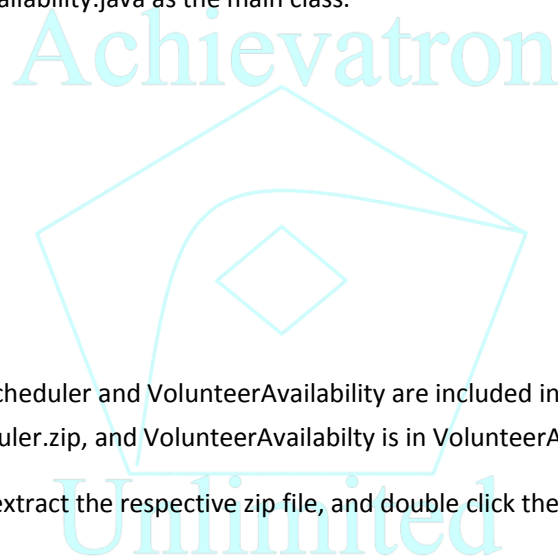 ailability.java as the main class.
Achievatron
cheduler and VolunteerAvailability are included in
uler.zip, and VolunteerAvailabilty is in VolunteerA
extract the respective zip file, and double click the
Unlimited